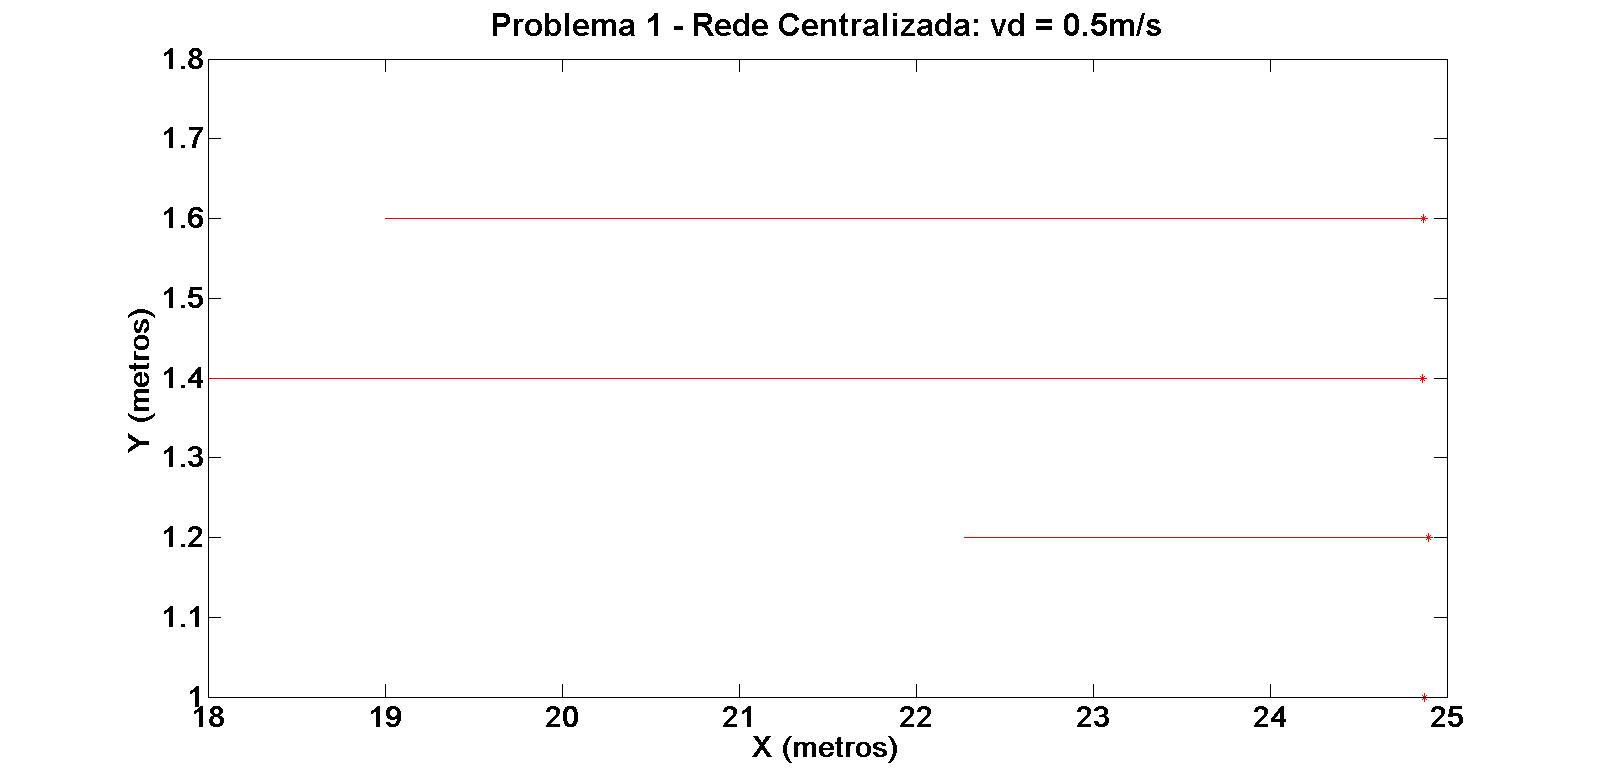 Problema 1 - Rede Centralizada: vd = 0.5m/s
1.8
1.7
1.6
1.5
1.4
1.3
1.2
1.1
1
Y (metros)
18 19 20 21 22 23 24 25
X (metros)